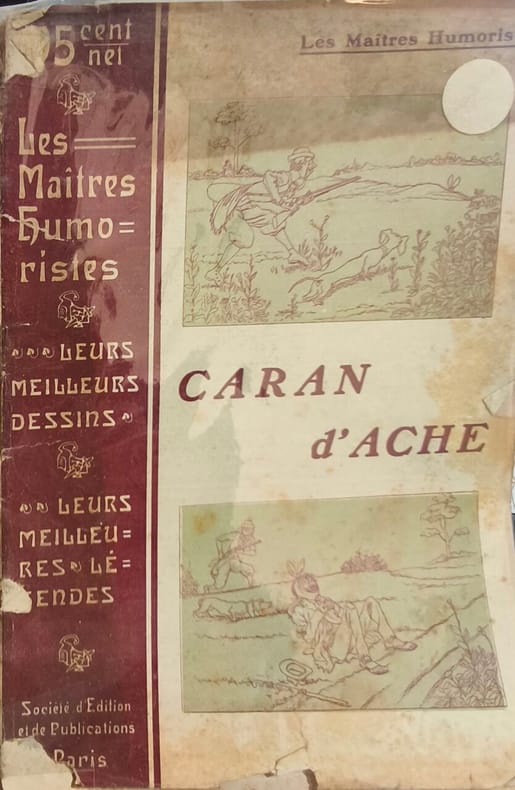 95 cent
net
Les
Maîtres
Humo=
ristes
LEURS
MEILLEURS
DESSINS
LEURS
MEILLEU=
RES LÉ=
GENDES
Société d'Edition
et de Publications
Paris
Les Maîtres Humoris
CARAN
d'ACHE